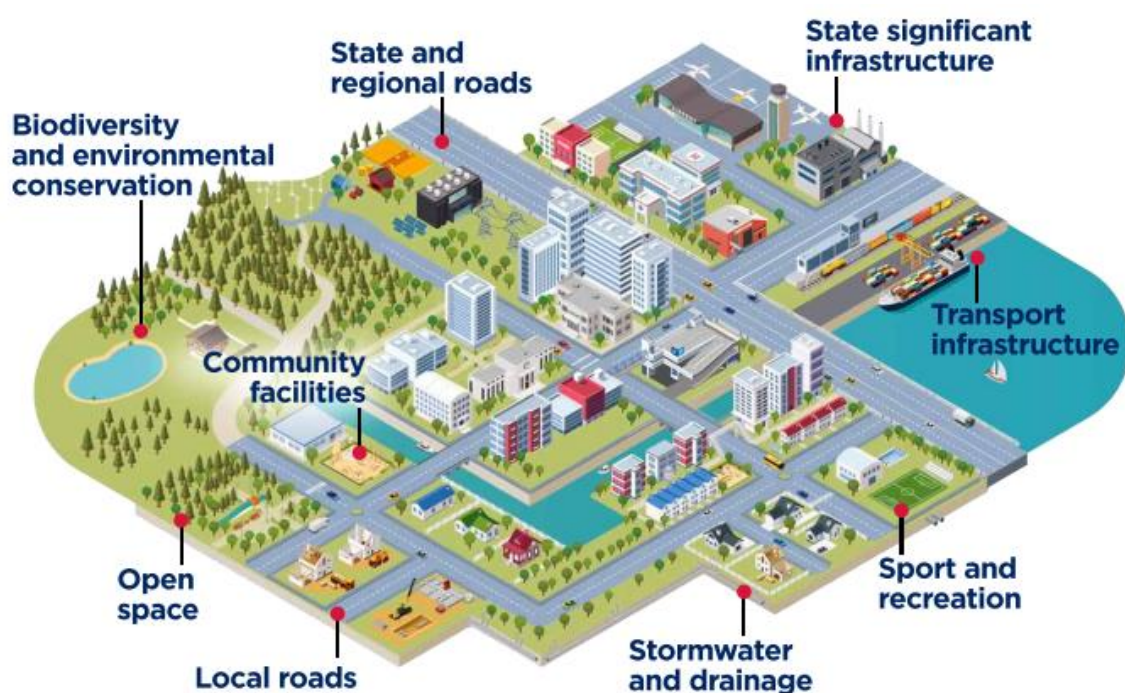 State significant
infrastructure
State and
regional roads
Biodiversity
and environmental
conservation
Transport
infrastructure
Community
facilities
Open
space
Sport and
recreation
Local roads
Stormwater
and drainage